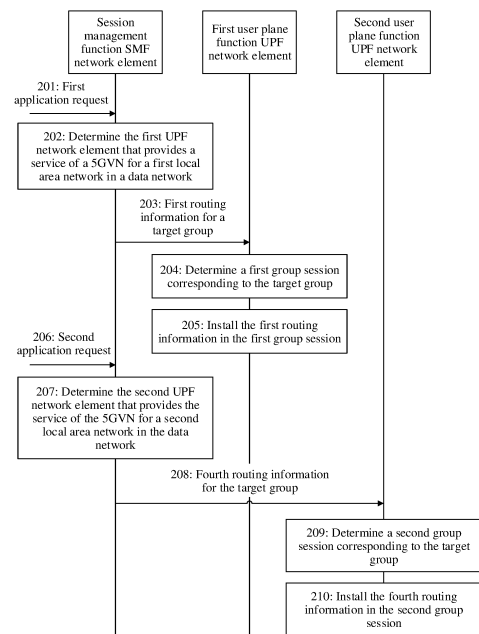 Session
management
function SMF
network element
First user plane
function UPF
network element
Second user
plane function
UPF network
element
201: First
application request
202: Determine the first UPF
network element that provides a
service of a 5GVN for a first local
area network in a data network
203: First routing
information for a
target group
204: Determine a first group session
corresponding to the target group
205: Install the first routing
information in the first group session
206: Second
application request
207: Determine the second UPF
network element that provides the
service of the 5GVN for a second
local area network in the data
network
208: Fourth routing information
for the target group
209: Determine a second group
session corresponding to the target
group
210: Install the fourth routing
information in the second group
session